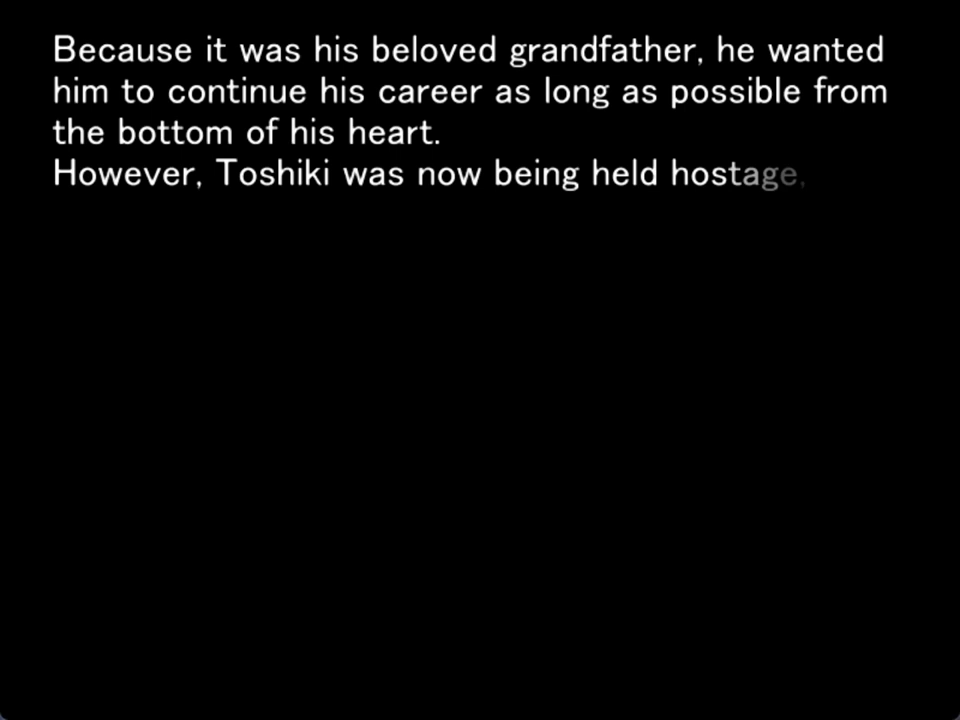 Because it was his beloved grandfather, he wanted
him to continue his career as long as possible from
the bottom of his heart.
However, Toshiki was now being held hostage,